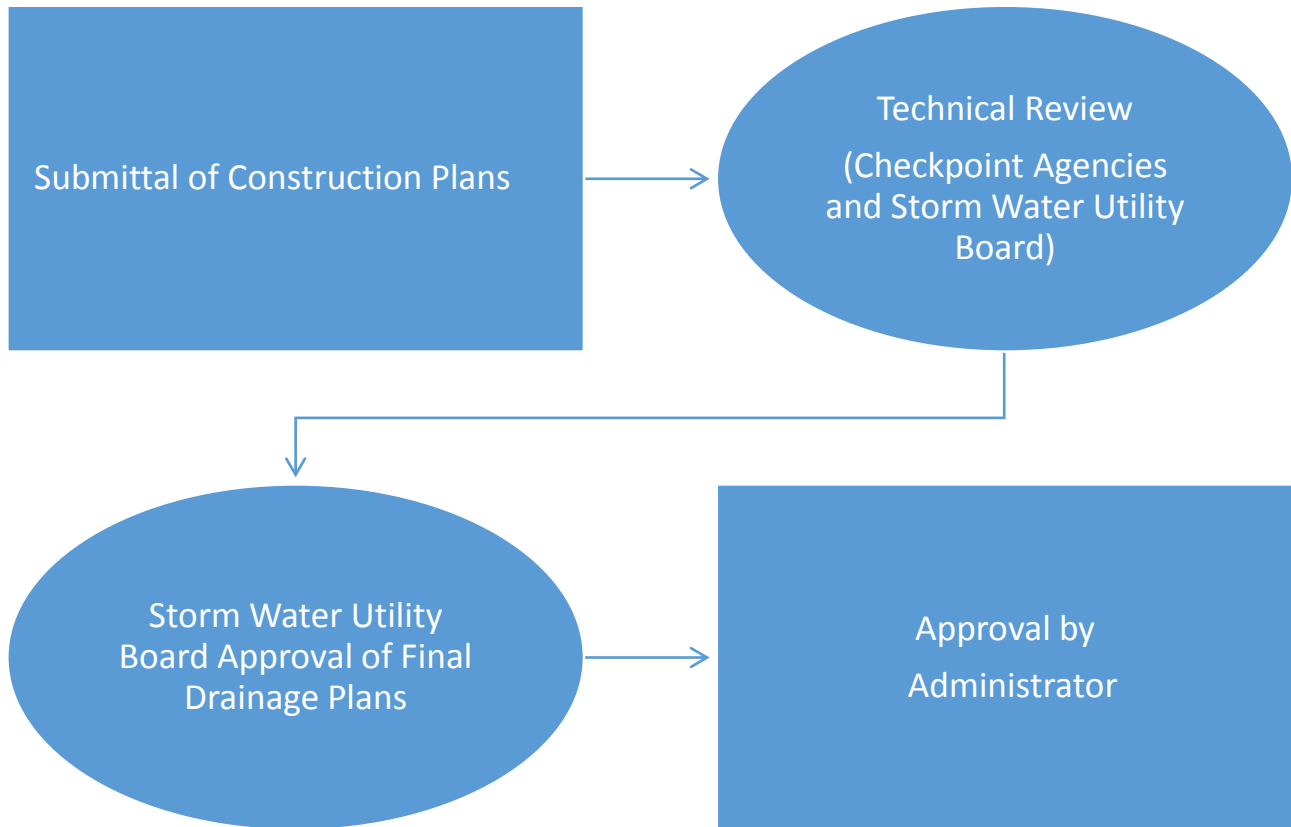 Submittal of Construction Plans
Technical Review
(Checkpoint Agencies
and Storm Water Utility
Board)
Storm Water Utility
Board Approval of Final
Drainage Plans
Approval by
Administrator